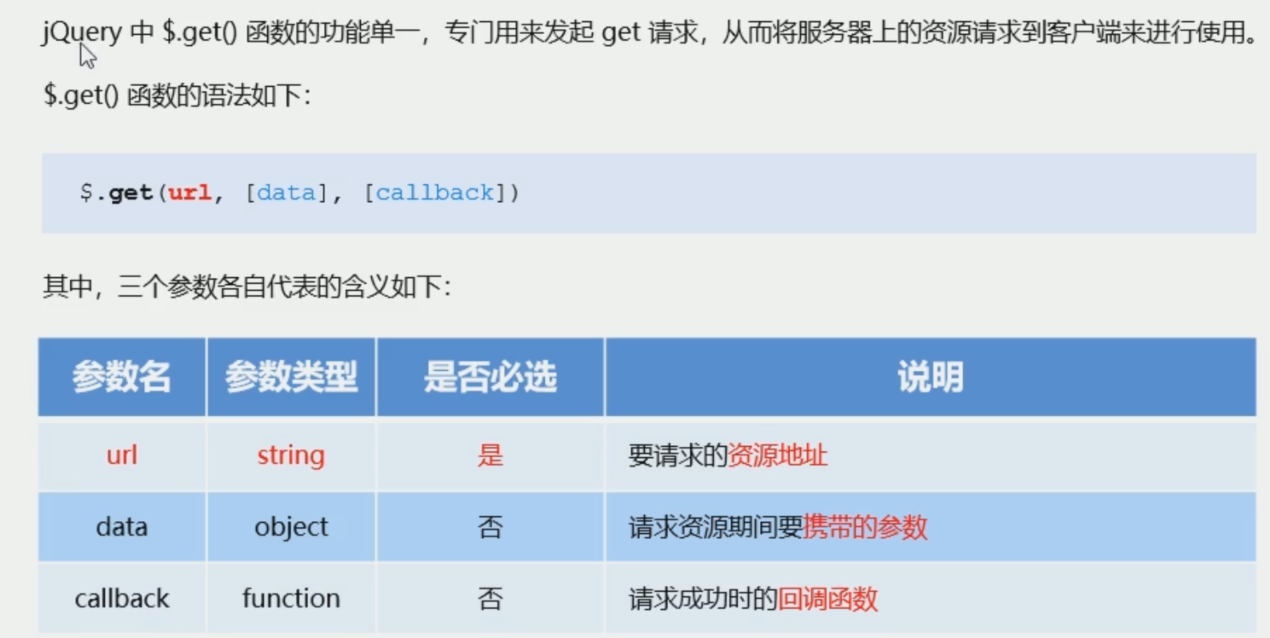 jQuery 中 $.get() 函数的功能单一，专门用来发起 get 请求，从而将服务器上的资源请求到客户端来进行使用。
$.get() 函数的语法如下：
$.get(url, [data], [callback])
其中，三个参数各自代表的含义如下：
参数名 参数类型 是否必选 说明
url string 是 要请求的资源地址
data object 否 请求资源期间要携带的参数
callback function 否 请求成功时的回调函数